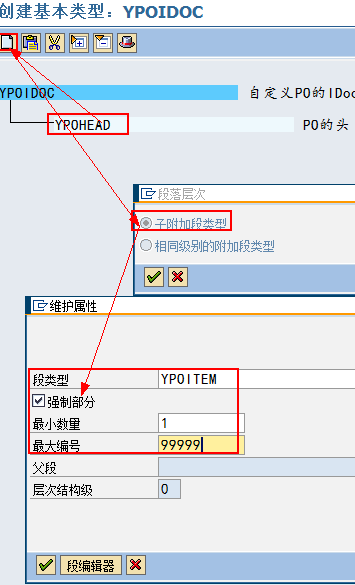 创建基本类型: YPOIDOC
YPOIDOC 自定义PO的IDoc
YPOHEAD PO的头
段落层次
子附加段类型
相同级别的附加段类型
维护属性
段类型 YPOITEM
强制部分
最小数量 1
最大编号 99999
父段
层次结构级 0
段编辑器